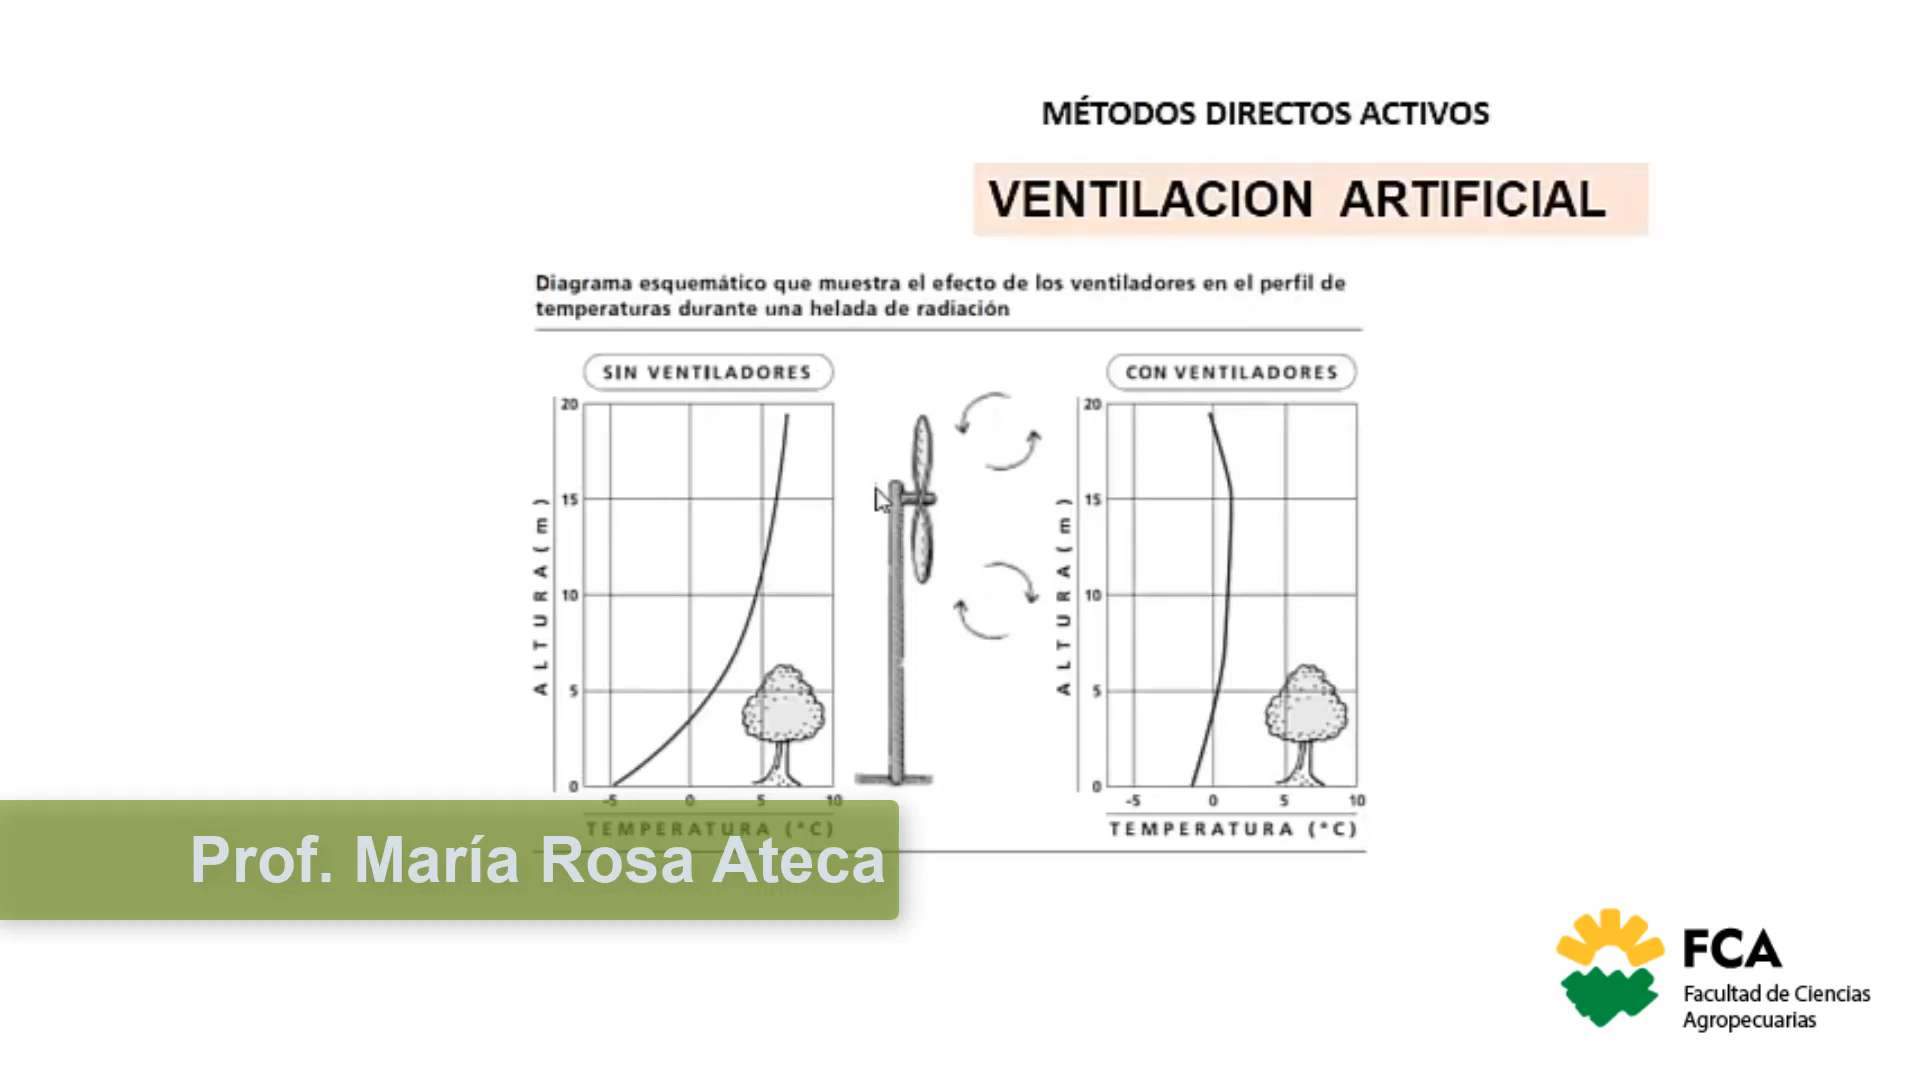 MÉTODOS DIRECTOS ACTIVOS
VENTILACION ARTIFICIAL
Diagrama esquemático que muestra el efecto de los ventiladores en el perfil de
temperaturas durante una helada de radiación
SIN VENTILADORES
20
15
10
5
0
ALTURA (m)
-5 0 5 10
TEMPERATURA (°C)
CON VENTILADORES
20
15
10
5
0
ALTURA (m)
-5 0 5 10
TEMPERATURA (°C)
Prof. María Rosa Ateca
FCA
Facultad de Ciencias
Agropecuarias